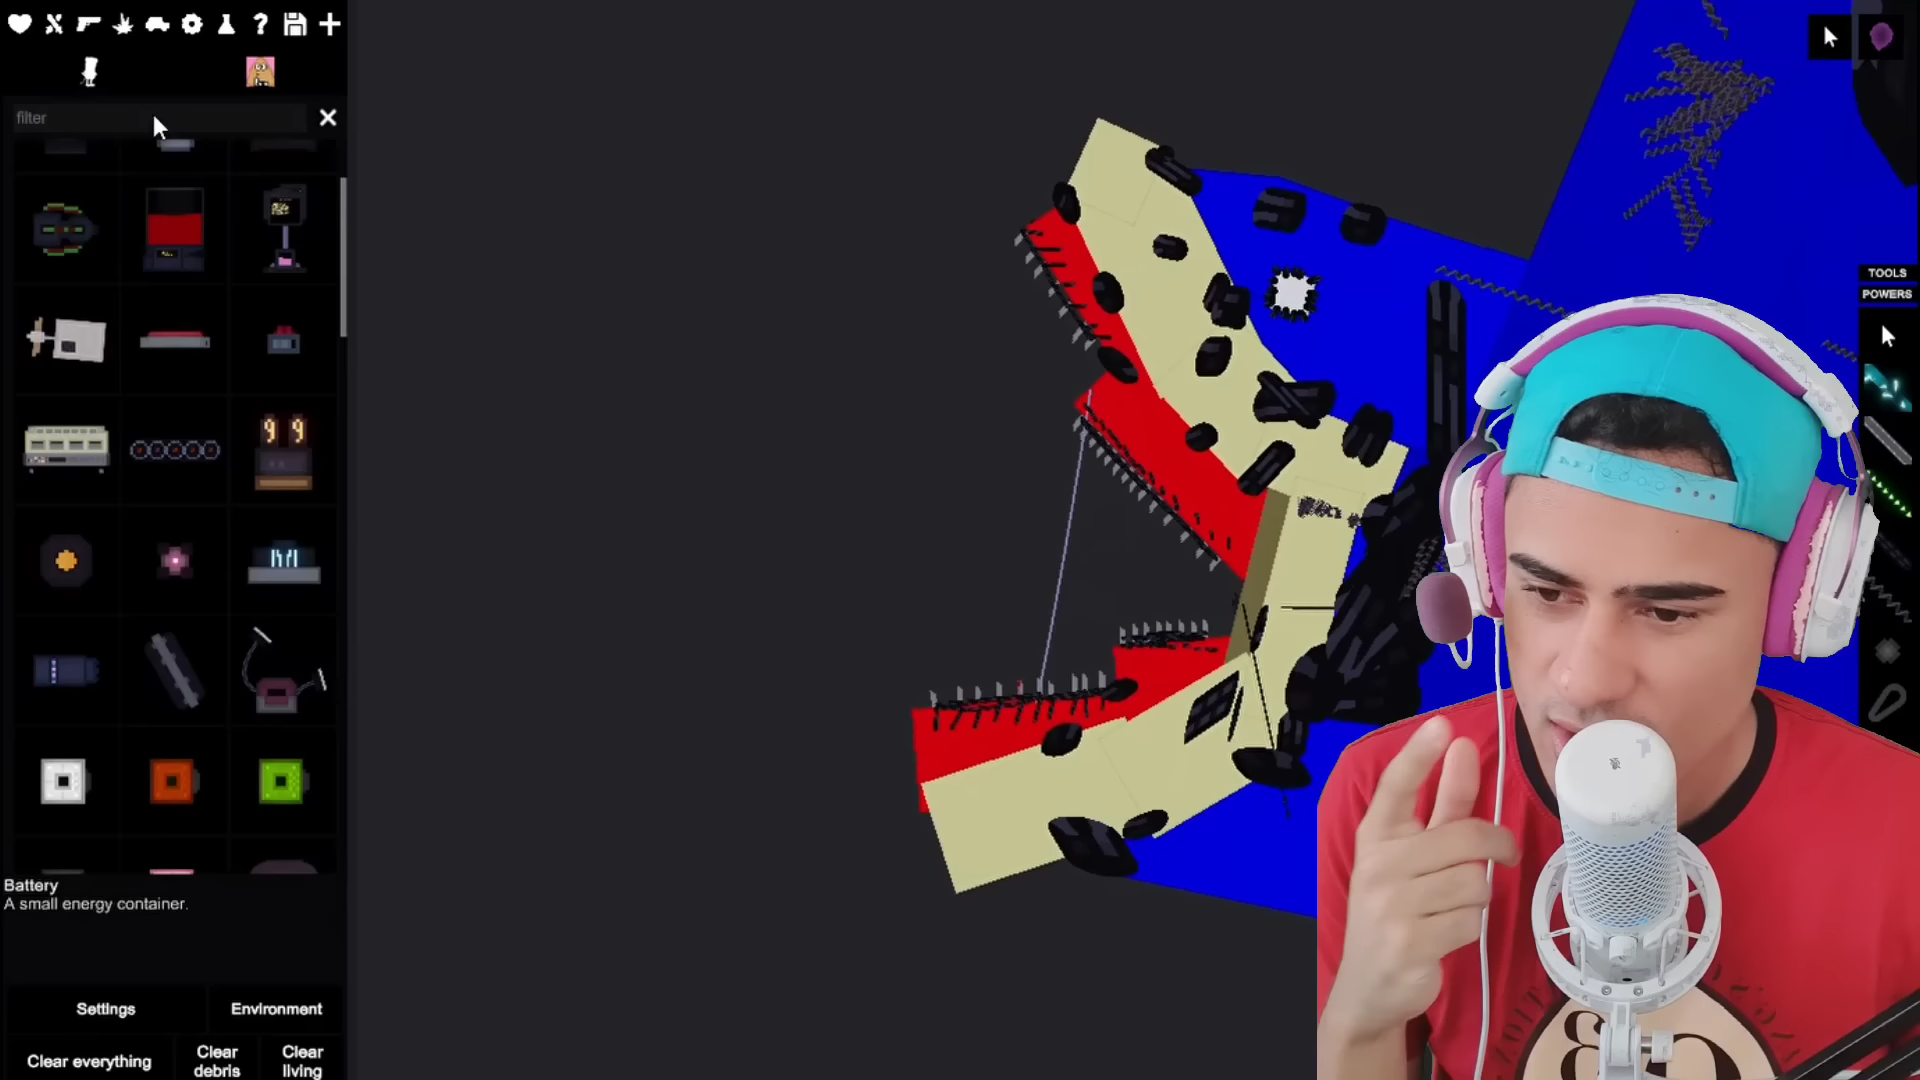 filter
TOOLS
POWERS
Battery
A small energy container.
Settings
Environment
Clear everything
Clear
debris
Clear
living